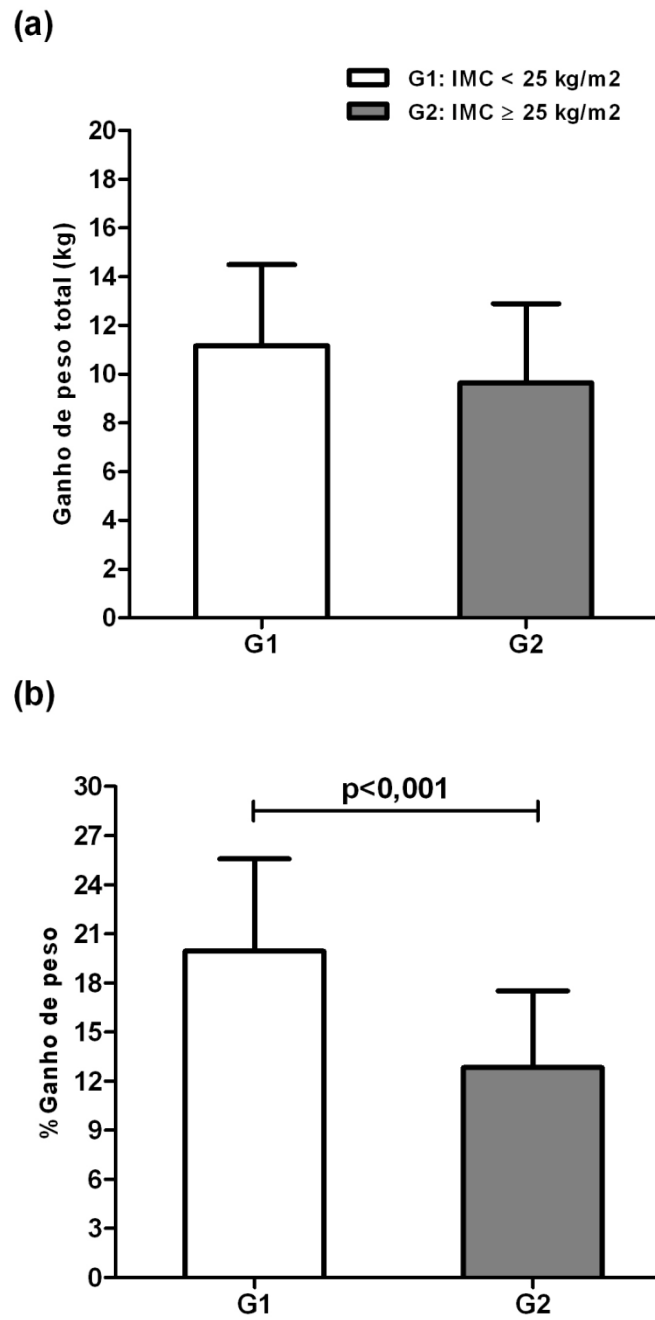 (a)
G1: IMC < 25 kg/m2
G2: IMC ≥ 25 kg/m2
Ganho de peso total (kg)
20
18
16
14
12
10
8
6
4
2
0
G1 G2
(b)
% Ganho de peso
p<0,001
30
27
24
21
18
15
12
9
6
3
0
G1 G2